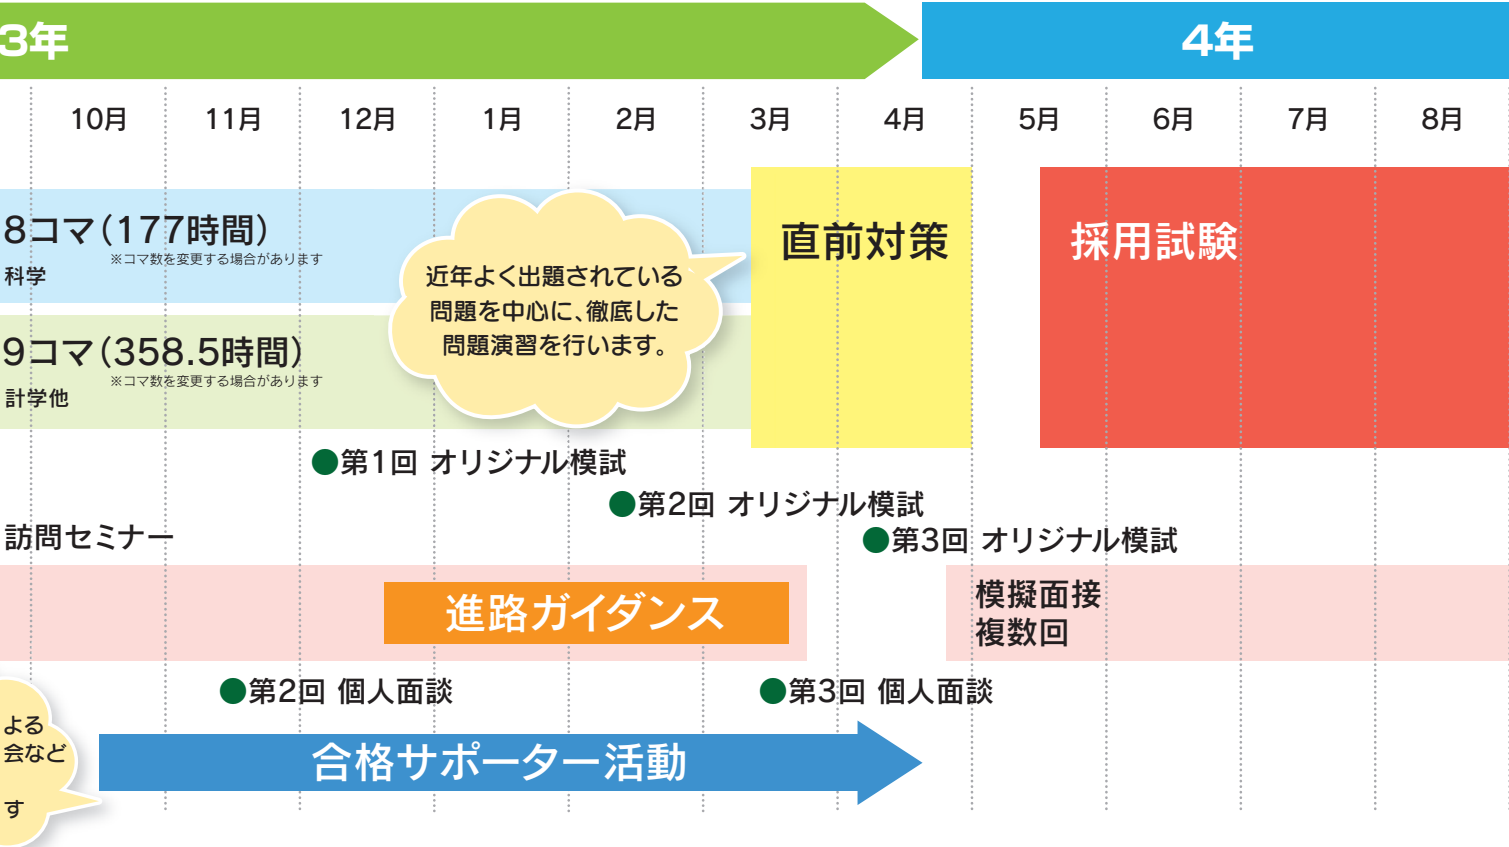 3年
4年
10月
11月
12月
1月
2月
3月
4月
5月
6月
7月
8月
8コマ(177時間)
※コマ数を変更する場合があります
科学
9コマ(358.5時間)
※コマ数を変更する場合があります
計学他
近年よく出題されている
問題を中心に、徹底した
問題演習を行います。
直前対策
採用試験
●第1回 オリジナル模試
●第2回 オリジナル模試
●第3回 オリジナル模試
訪問セミナー
進路ガイダンス
模擬面接
複数回
●第2回 個人面談
●第3回 個人面談
よる
会など
す
合格サポーター活動